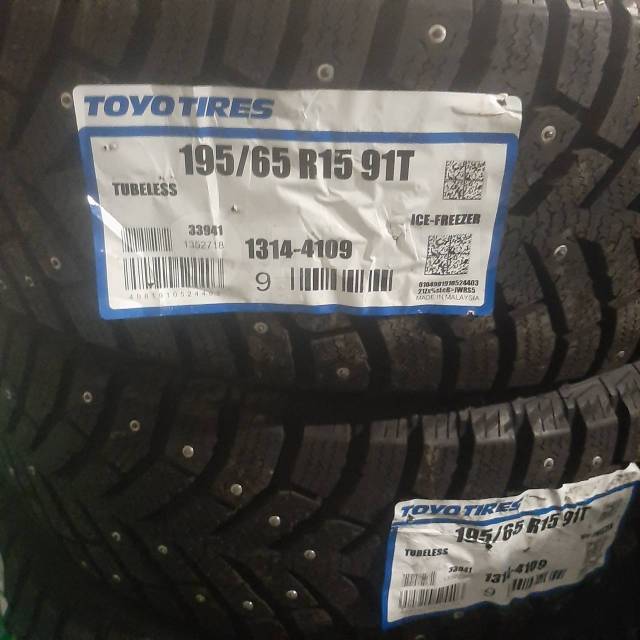 TOYO TIRES
195/65 R15 91T
TUBELESS
ICE-FREEZER
33941
1352718
1314-4109
9
MADE IN MALAYSIA
TOYO TIRES
195/65 R15 91T
TUBELESS
33941
1314-4109
9